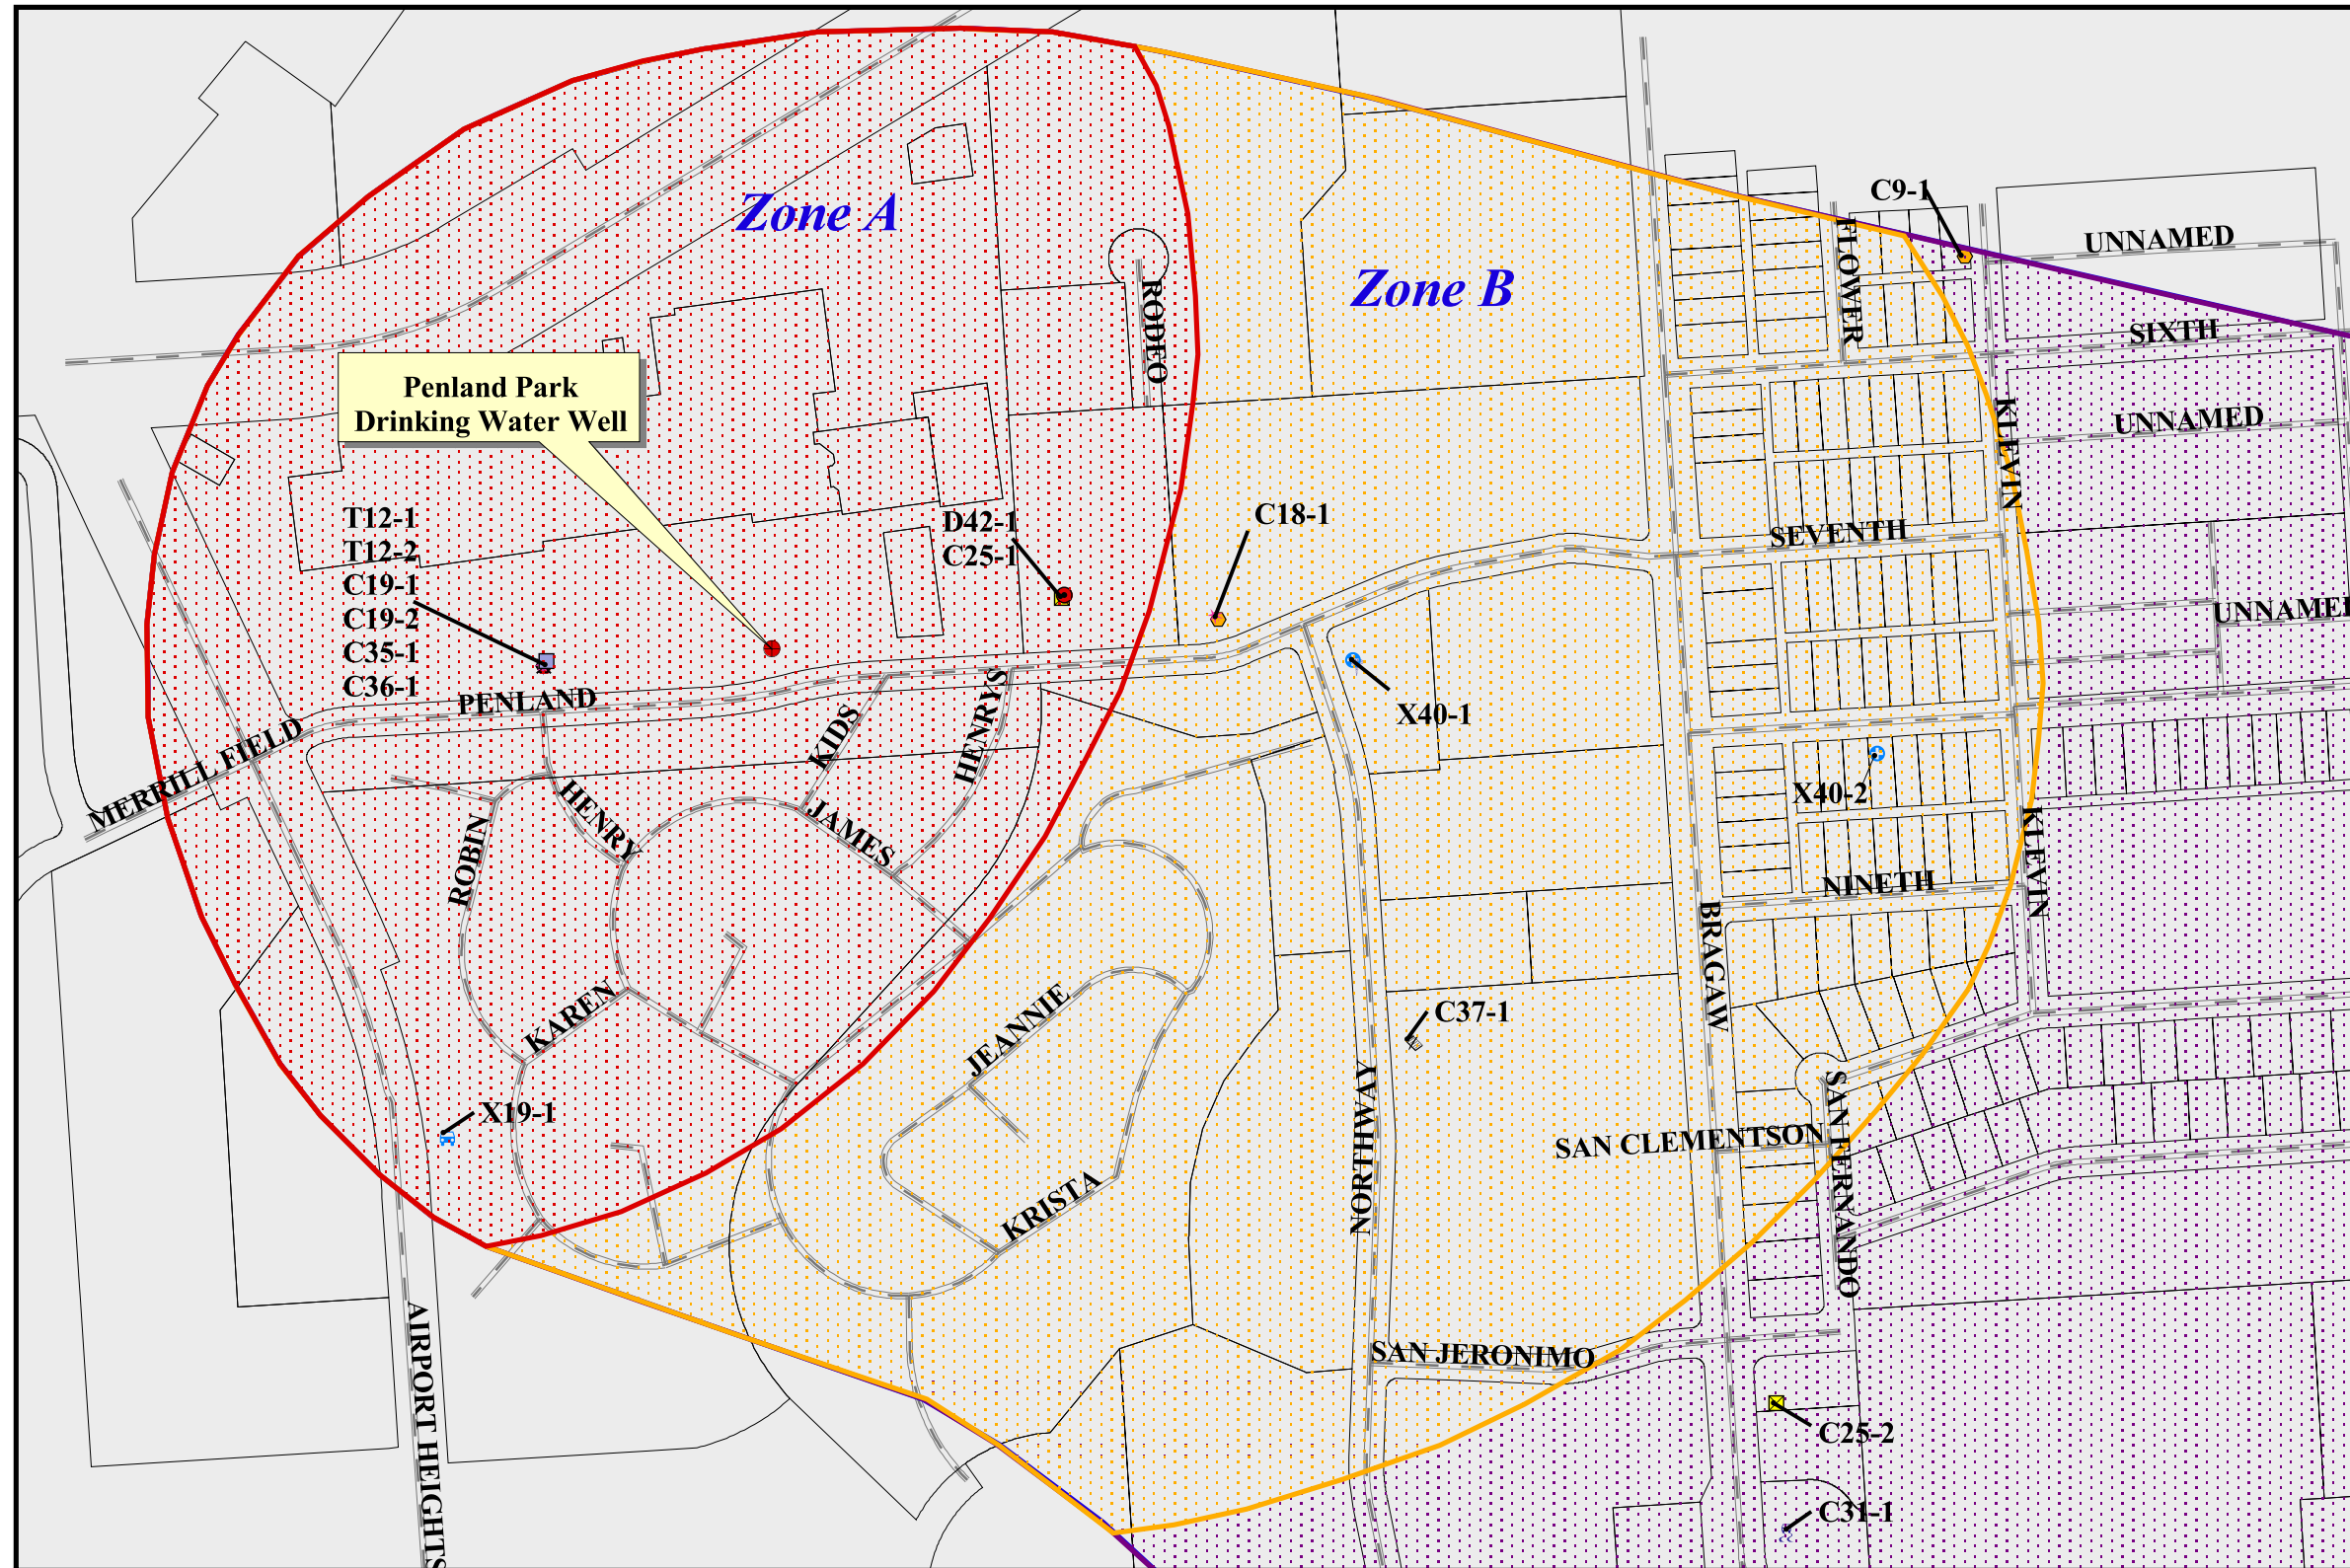 C9-1
Zone A
Zone B
FLOWER
UNNAMED
SIXTH
RODEO
Penland Park
Drinking Water Well
UNNAMED
KLEVIN
T12-1
T12-2
C19-1
C19-2
C35-1
C36-1
D42-1
C25-1
C18-1
SEVENTH
UNNAMED
PENLAND
MERRILL FIELD
KIDS
HENRYS
X40-1
X40-2
HENRY
JAMES
ROBIN
NINETH
KLEVIN
BRAGAW
KAREN
JEANNIE
C37-1
X19-1
NORTHWAY
SAN CLEMENTSON
SAN FERNANDO
KRISTA
AIRPORT HEIGHTS
SAN JERONIMO
C25-2
C31-1